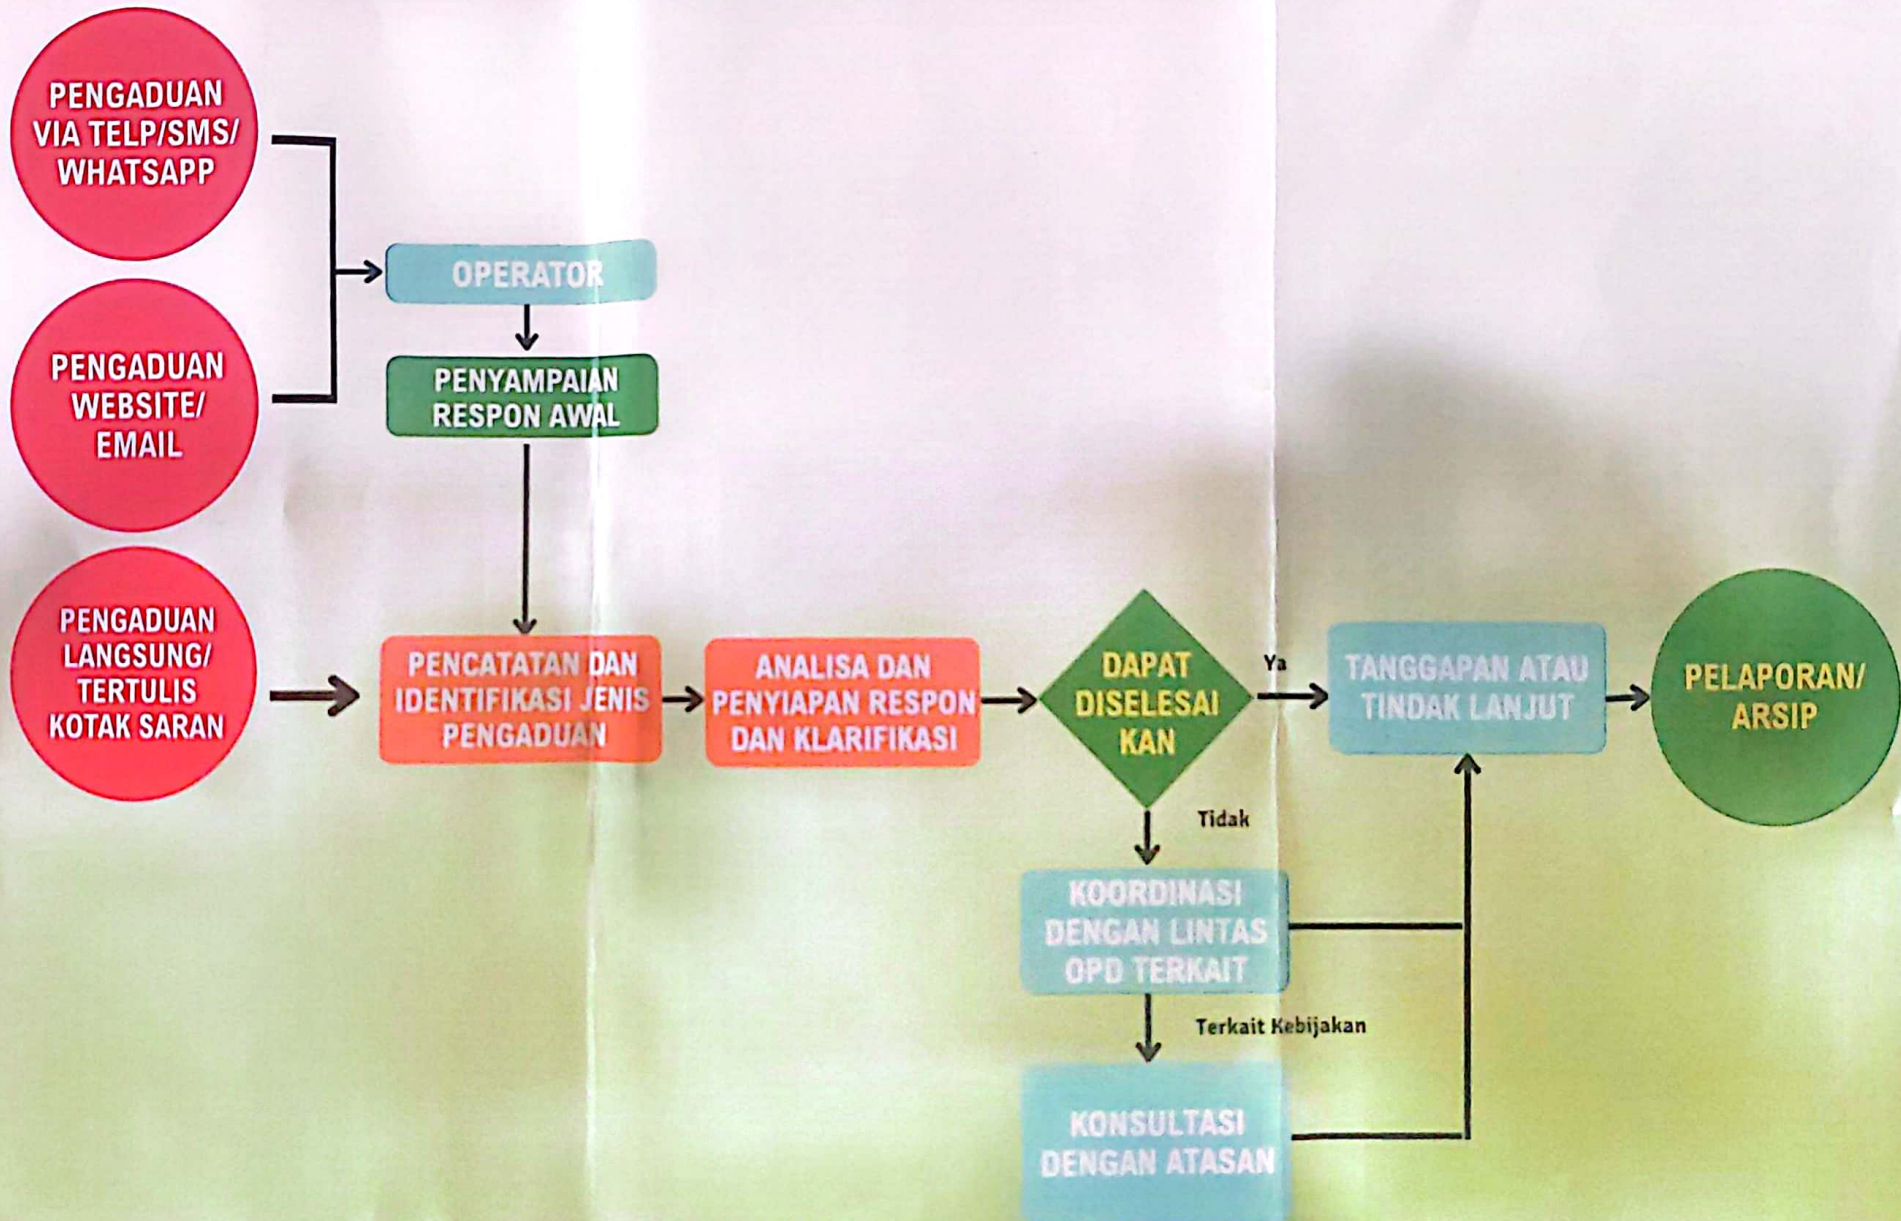 PENGADUAN
VIA TELP/SMS/
WHATSAPP
OPERATOR
PENGADUAN
WEBSITE/
EMAIL
PENYAMPAIAN
RESPON AWAL
PENGADUAN
LANGSUNG/
TERTULIS
KOTAK SARAN
PENCATATAN DAN
IDENTIFIKASI JENIS
PENGADUAN
ANALISA DAN
PENYIAPAN RESPON
DAN KLARIFIKASI
DAPAT
DISELESAI
KAN
Ya
TANGGAPAN ATAU
TINDAK LANJUT
PELAPORAN/
ARSIP
Tidak
KOORDINASI
DENGAN LINTAS
OPD TERKAIT
Terkait Kebijakan
KONSULTASI
DENGAN ATASAN